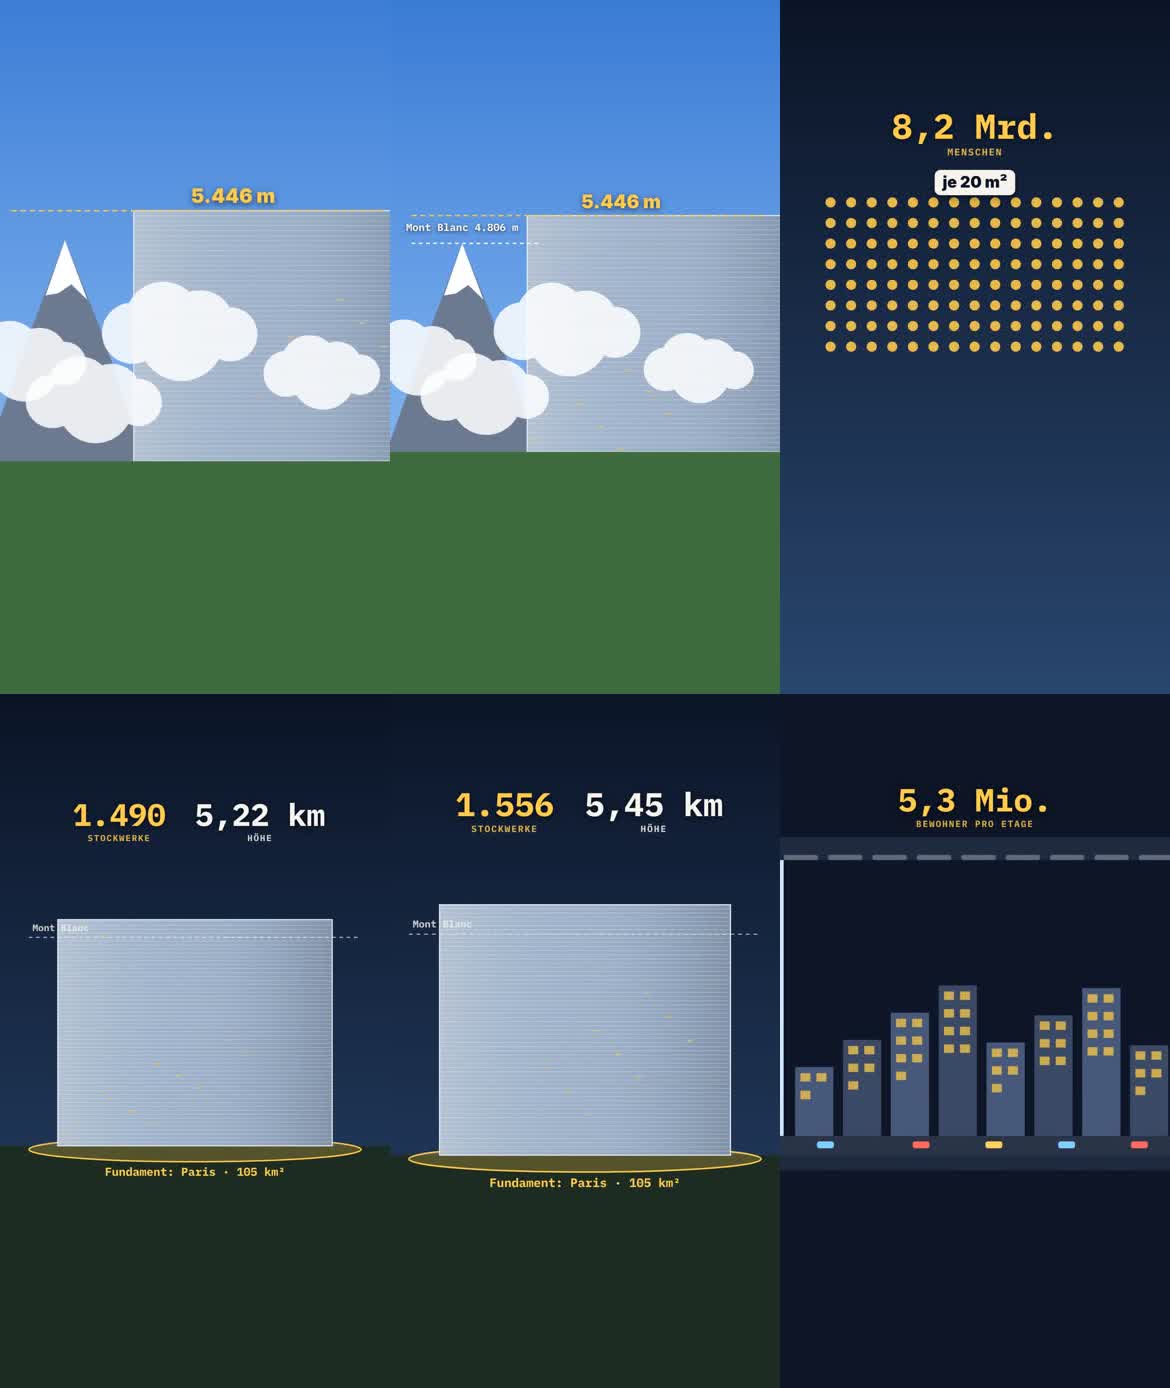 5.446 m
5.446 m
Mont Blanc 4.806 m
8,2 Mrd.
MENSCHEN
je 20 m²
1.490
STOCKWERKE
5,22 km
HÖHE
Mont Blanc
Fundament: Paris · 105 km²
1.556
STOCKWERKE
5,45 km
HÖHE
Mont Blanc
Fundament: Paris · 105 km²
5,3 Mio.
BEWOHNER PRO ETAGE